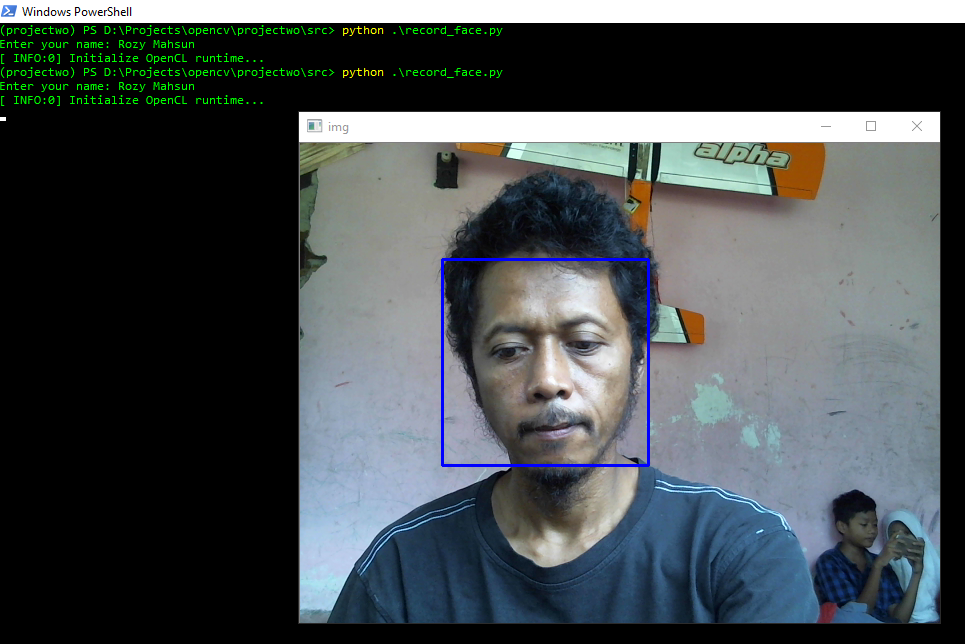 Windows PowerShell
(projectwo) PS D:\Projects\opencv\projectwo\src> python .\record_face.py
Enter your name: Rozy Mahsun
[ INFO:0] Initialize OpenCL runtime...
(projectwo) PS D:\Projects\opencv\projectwo\src> python .\record_face.py
Enter your name: Rozy Mahsun
[ INFO:0] Initialize OpenCL runtime...
img
alpha